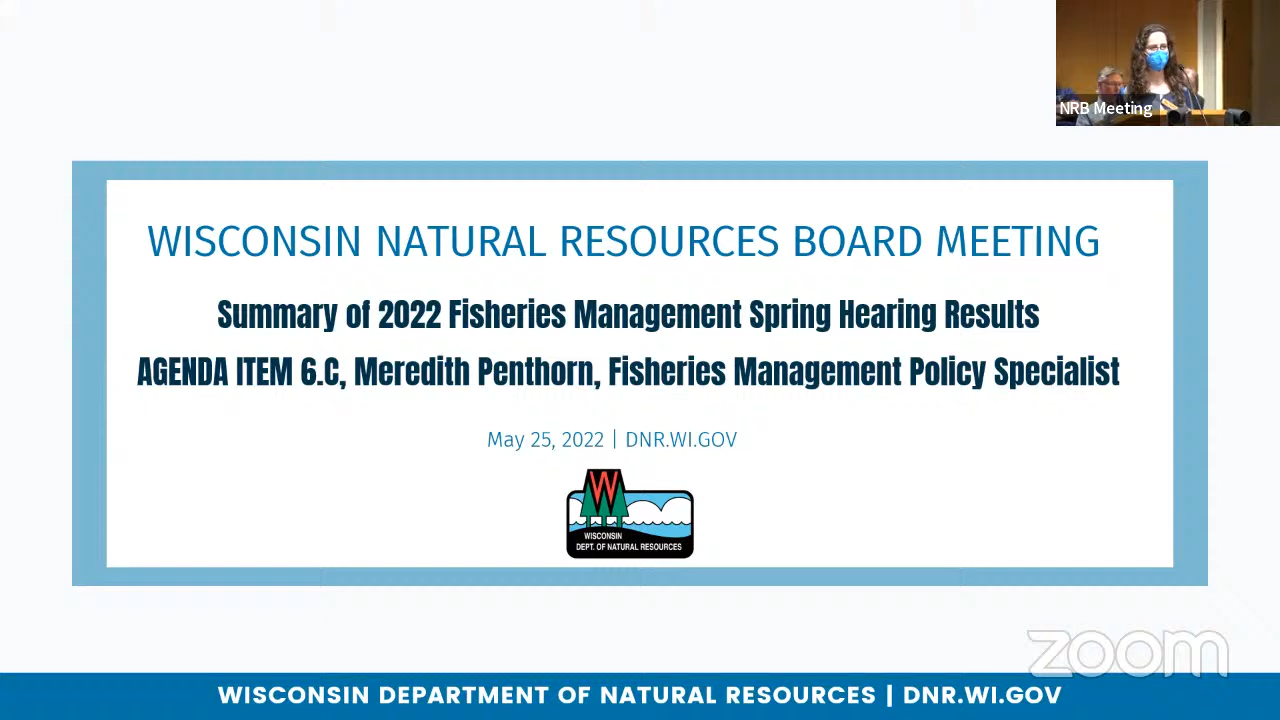 NRB Meeting
WISCONSIN NATURAL RESOURCES BOARD MEETING
Summary of 2022 Fisheries Management Spring Hearing Results
AGENDA ITEM 6.C, Meredith Penthorn, Fisheries Management Policy Specialist
May 25, 2022 | DNR.WI.GOV
W
WISCONSIN
DEPT. OF NATURAL RESOURCES
zoom
WISCONSIN DEPARTMENT OF NATURAL RESOURCES | DNR.WI.GOV